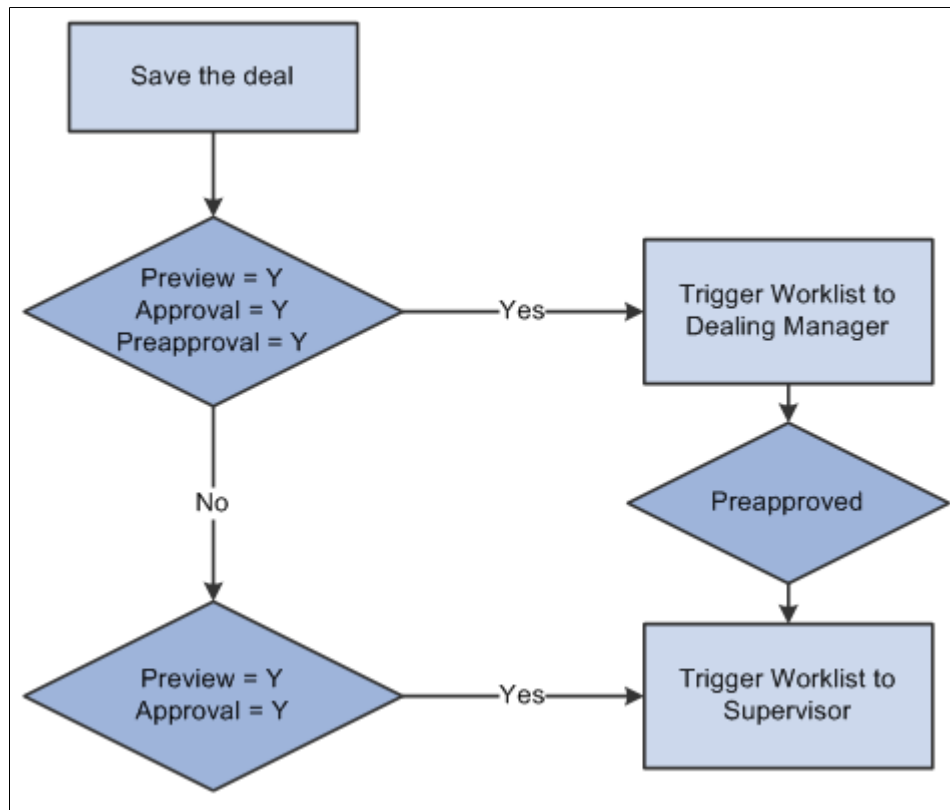 Save the deal
Preview = Y
Approval = Y
Preapproval = Y
Yes
Trigger Worklist to
Dealing Manager
No
Preapproved
Preview = Y
Approval = Y
Yes
Trigger Worklist to
Supervisor